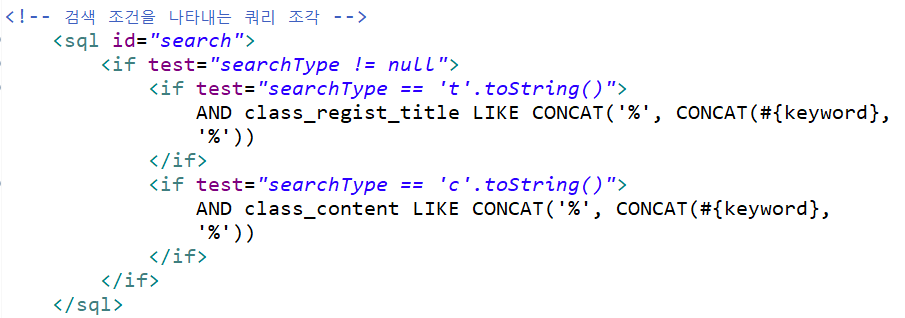 <!-- 검색 조건을 나타내는 쿼리 조각 -->
<sql id="search">
<if test="searchType != null">
<if test="searchType == 't'.toString()">
AND class_regist_title LIKE CONCAT('%', CONCAT(#{keyword},
'%'))
</if>
<if test="searchType == 'c'.toString()">
AND class_content LIKE CONCAT('%', CONCAT(#{keyword},
'%'))
</if>
</if>
</sql>